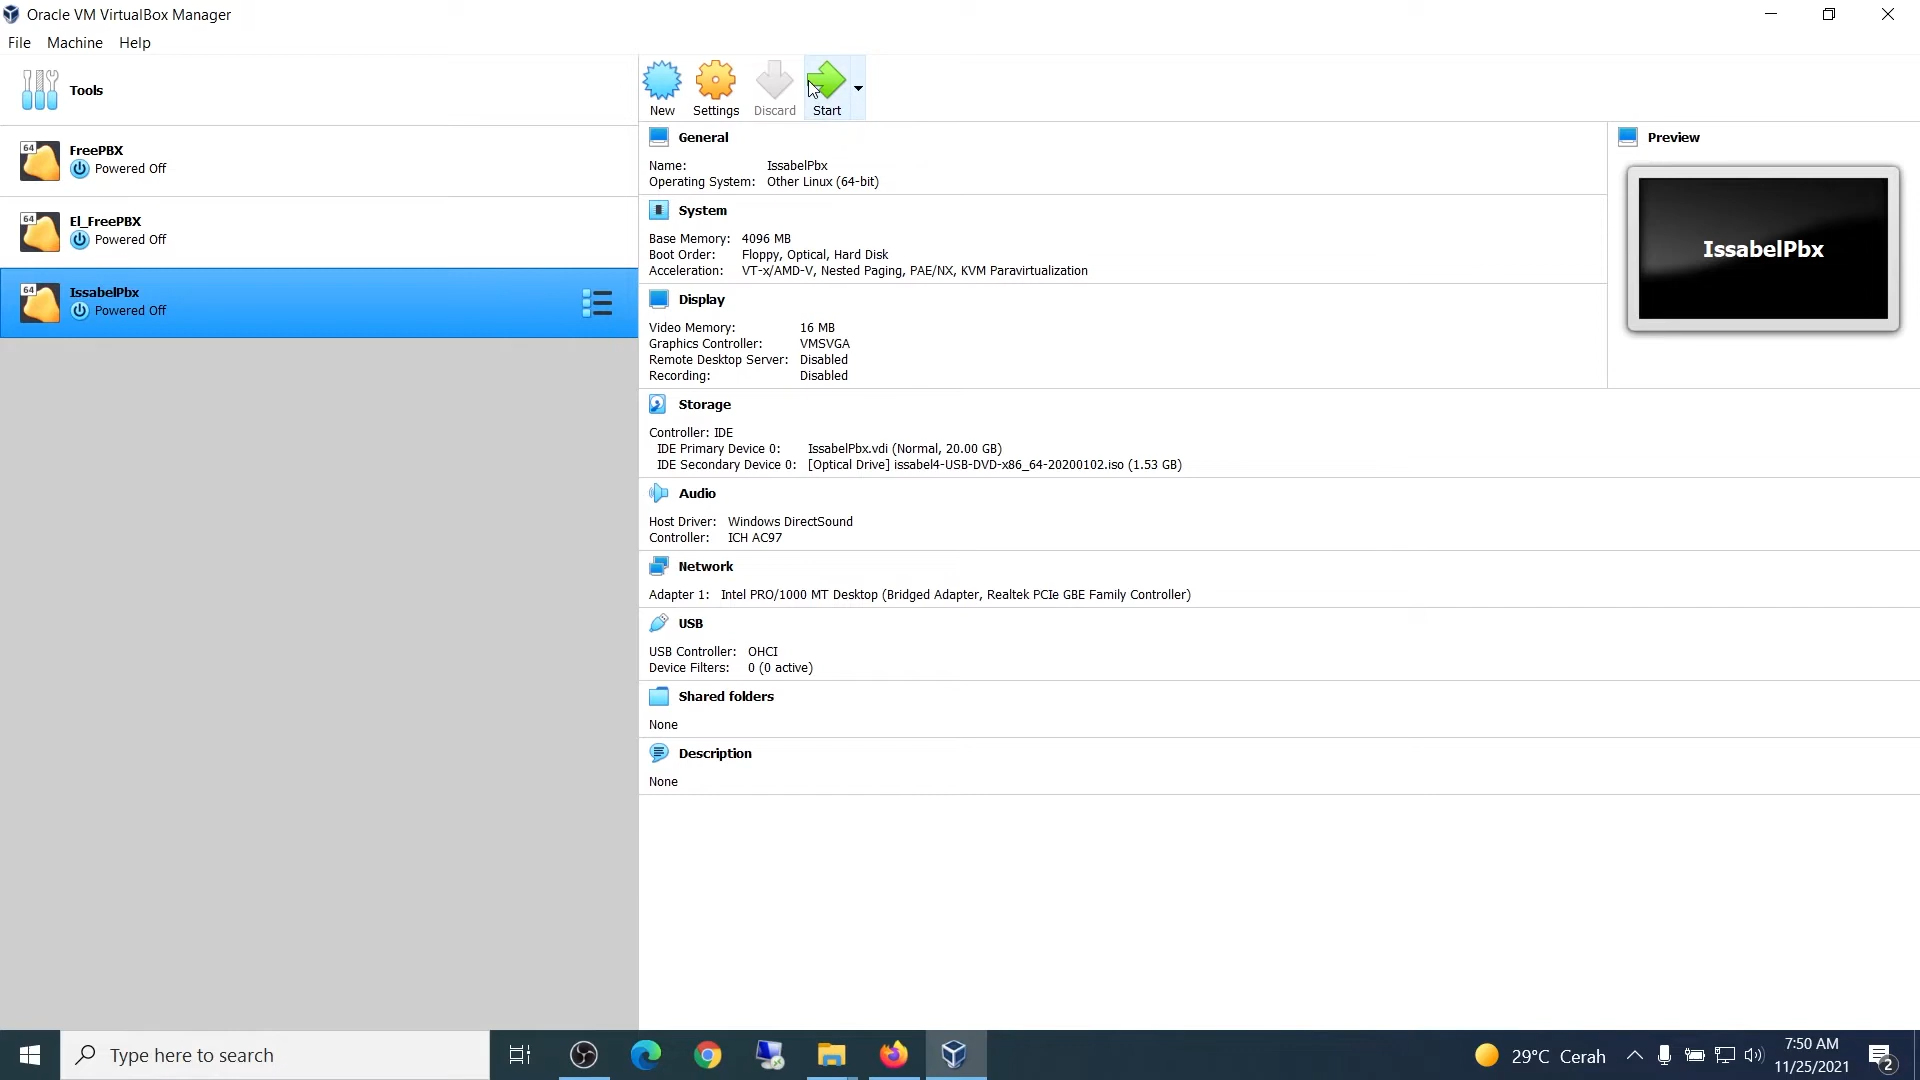 Oracle VM VirtualBox Manager
File Machine Help
Tools
New Settings Discard Start
64 FreePBX
Powered Off
64 El_FreePBX
Powered Off
64 IssabelPbx
Powered Off
General
Name: IssabelPbx
Operating System: Other Linux (64-bit)
System
Base Memory: 4096 MB
Boot Order: Floppy, Optical, Hard Disk
Acceleration: VT-x/AMD-V, Nested Paging, PAE/NX, KVM Paravirtualization
Display
Video Memory: 16 MB
Graphics Controller: VMSVGA
Remote Desktop Server: Disabled
Recording: Disabled
Preview
IssabelPbx
Storage
Controller: IDE
IDE Primary Device 0: IssabelPbx.vdi (Normal, 20.00 GB)
IDE Secondary Device 0: [Optical Drive] issabel4-USB-DVD-x86_64-20200102.iso (1.53 GB)
Audio
Host Driver: Windows DirectSound
Controller: ICH AC97
Network
Adapter 1: Intel PRO/1000 MT Desktop (Bridged Adapter, Realtek PCIe GBE Family Controller)
USB
USB Controller: OHCI
Device Filters: 0 (0 active)
Shared folders
None
Description
None
Type here to search
29°C Cerah
7:50 AM
11/25/2021
2